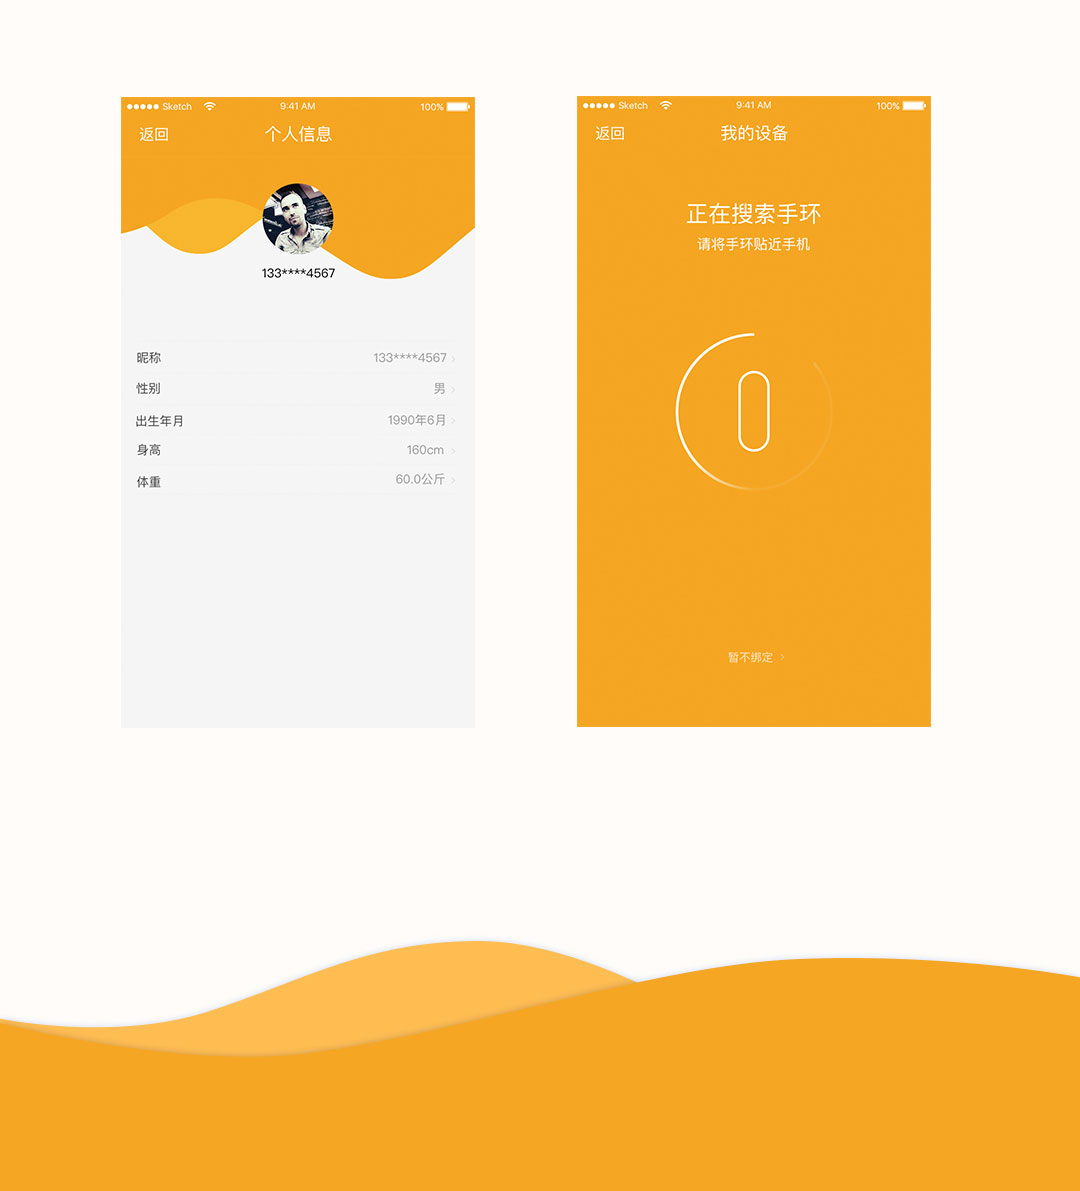 Sketch 9:41 AM 100%
返回 个人信息
133****4567
昵称 133****4567
性别 男
出生年月 1990年6月
身高 160cm
体重 60.0公斤
Sketch 9:41 AM 100%
返回 我的设备
正在搜索手环
请将手环贴近手机
暂不绑定